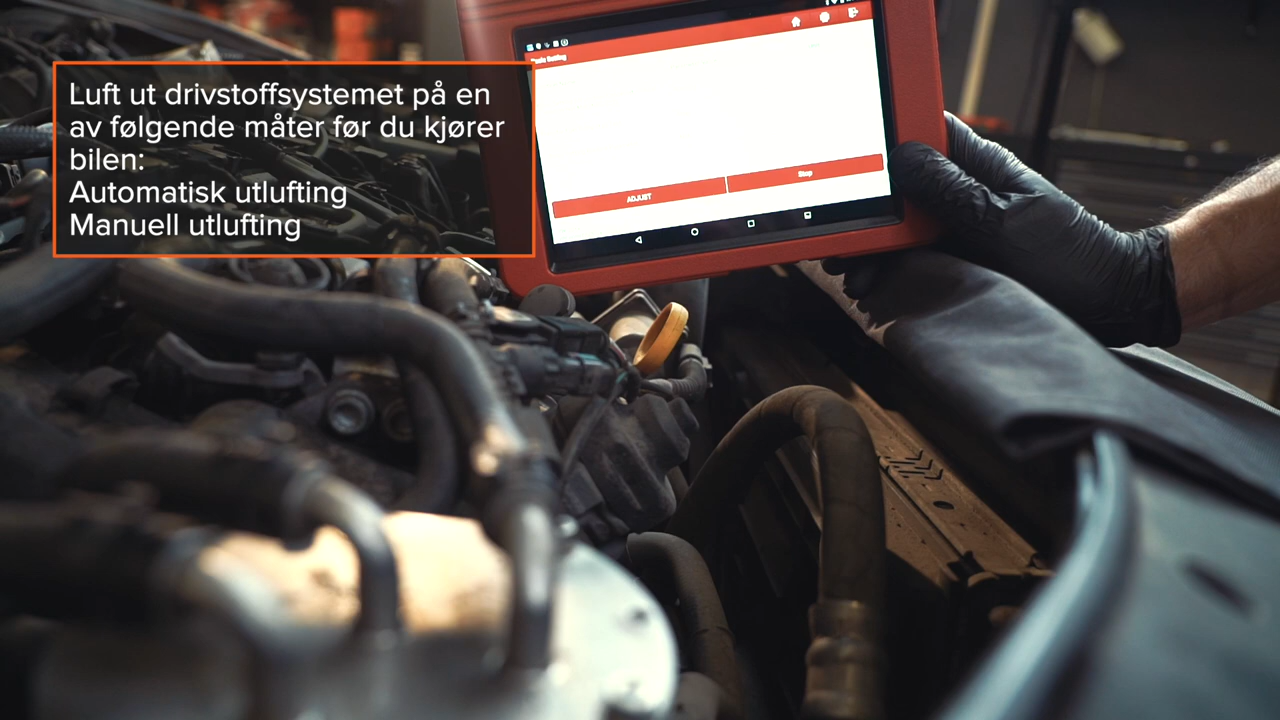 Luft ut drivstoffsystemet på en
av følgende måter før du kjører
bilen:
Automatisk utlufting
Manuell utlufting
ADJUST
Stop